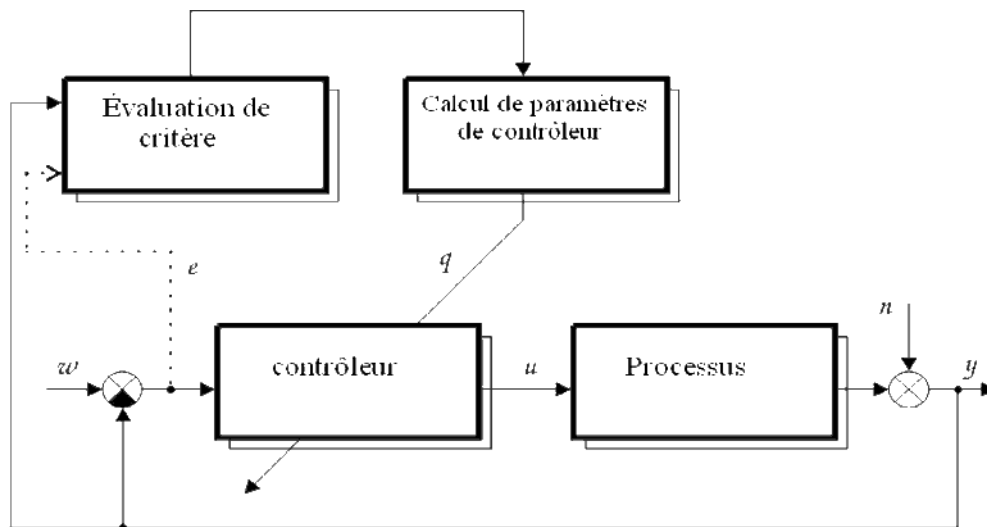 Évaluation de
critère
Calcul de paramètres
de contrôleur
e
q
n
w
contrôleur
u
Processus
y